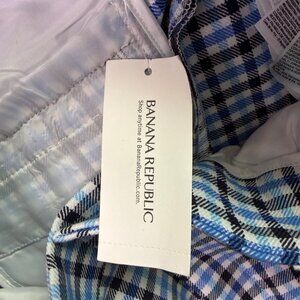 BANANA REPUBLIC
Shop anytime at BananaRepublic.com.